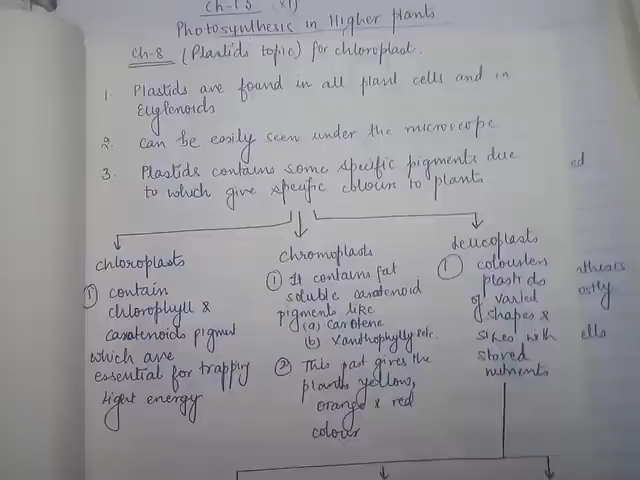 Ch-13 XI)
Photosynthesis in Higher plants
Ch-8 (Plastids topic) for chloroplast.
1. Plastids are found in all plant cells and in
Euglenoids
2. Can be easily seen under the microscope
3. Plastids contains some specific pigments due
to which give specific colour to plants
ed
chloroplasts
① contain
chlorophyll &
carotenoids pigment
which are
essential for trapping
light energy
chromoplasts
① It contains fat
soluble carotenoid
pigments like
(a) carotene
(b) Xanthophylls etc.
② This part gives the
plants yellow,
orange & red
colour
Leucoplasts
① colourless
plastids
of varied
shapes &
sizes with
stored
nutrients
nthesis
ostly
ells